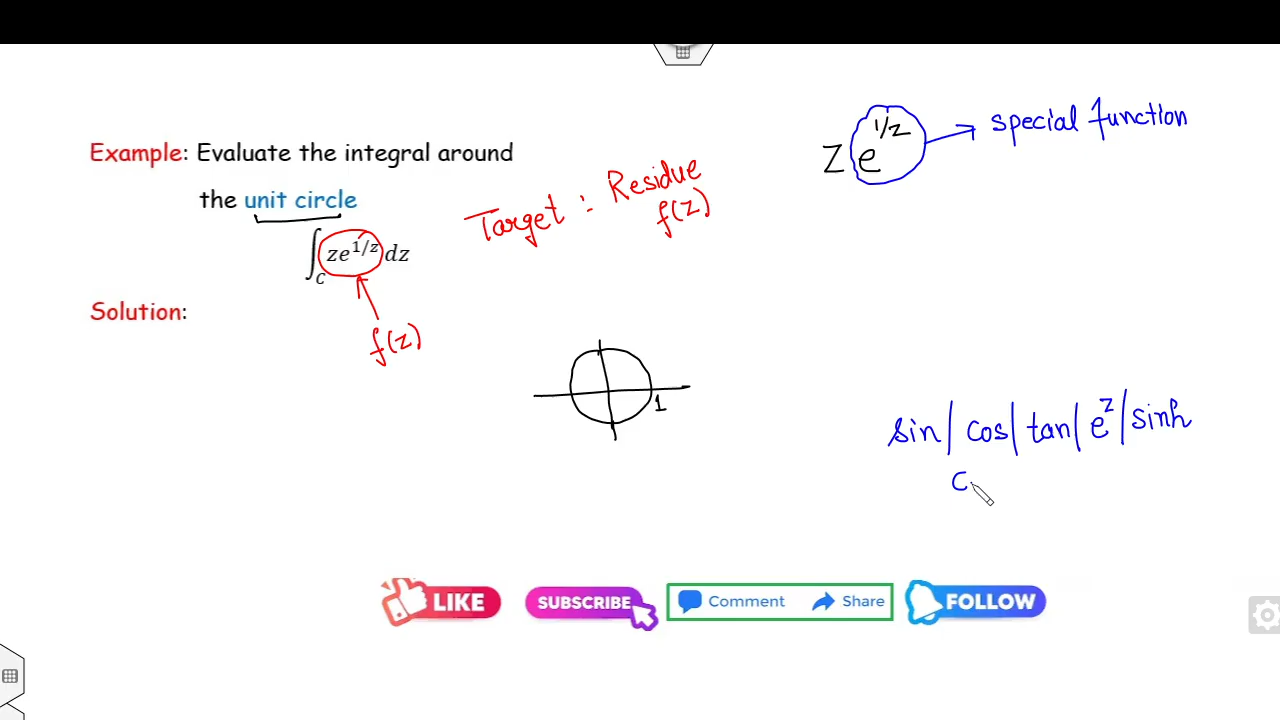 Example: Evaluate the integral around
the unit circle
∫_C ze^{1/z} dz
Target : Residue
f(z)
z e^{1/z} → special function
Solution:
f(z)
1
sin| cos| tan| e^z| sinh
C
LIKE
SUBSCRIBE
Comment
Share
FOLLOW